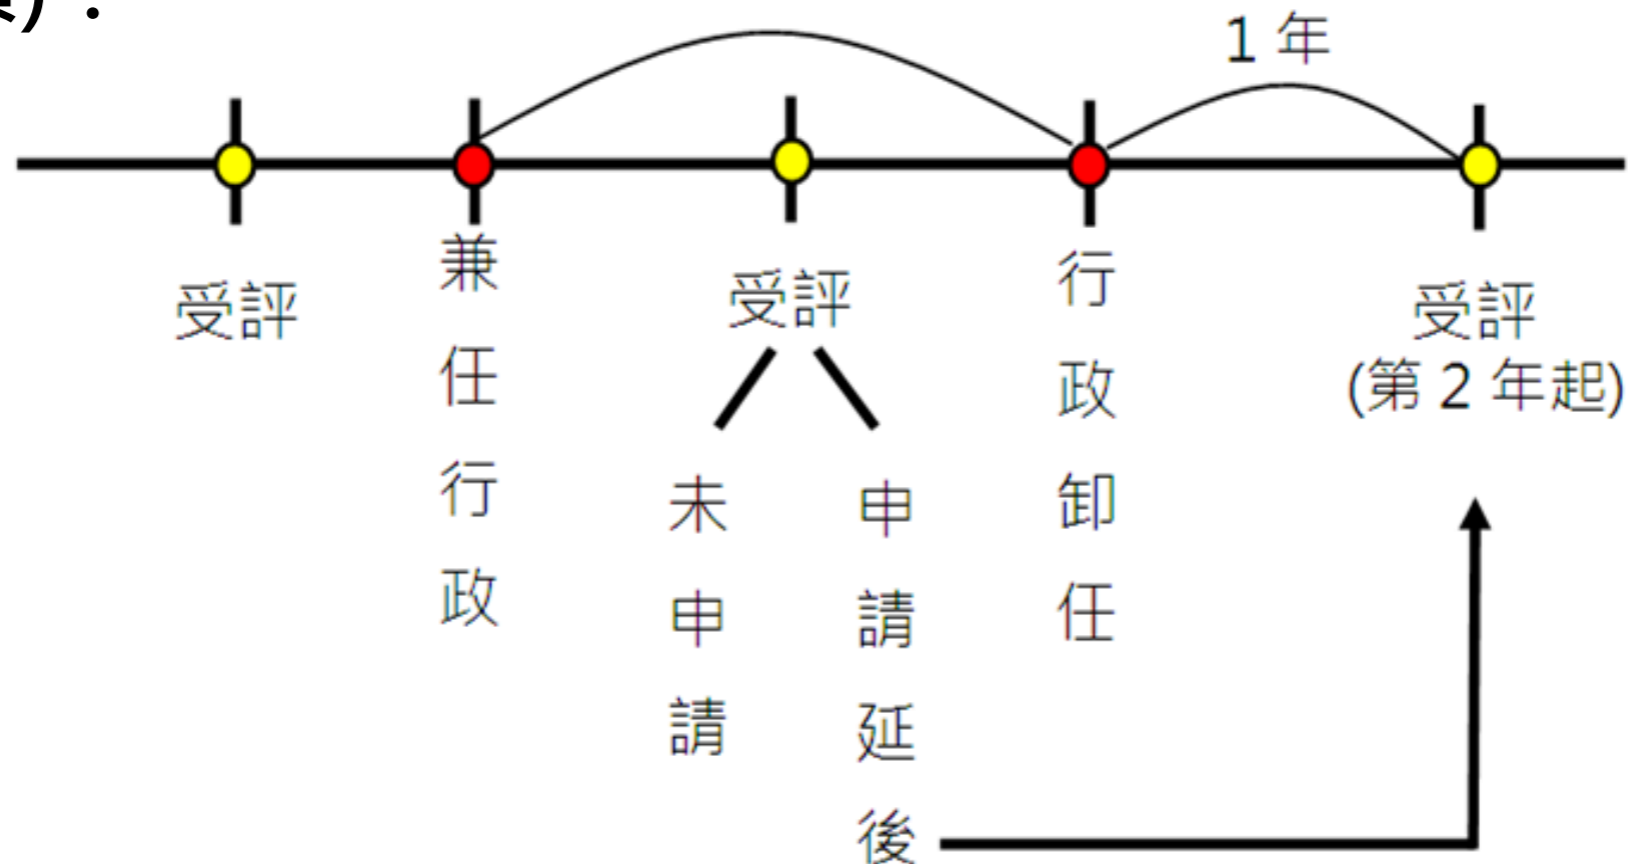 1 年
受評
兼任行政
受評
行政卸任
受評
(第 2 年起)
未申請
申請延後